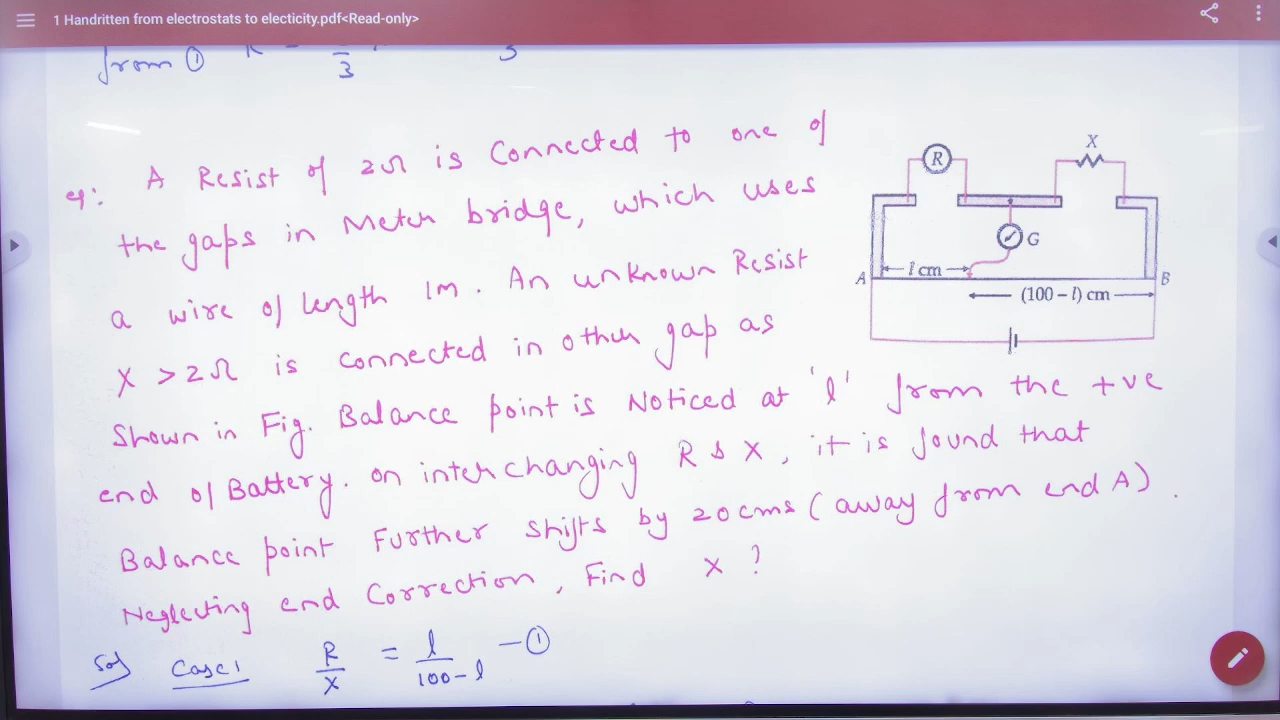 1 Handritten from electrostats to electicity.pdf<Read-only>
from ① 3 3
eg: A Resist of 2Ω is Connected to one of
the gaps in Meter bridge, which uses
a wire of length 1m. An unknown Resist
X > 2Ω is connected in other gap as
Shown in Fig. Balance point is Noticed at 'l' from the +ve
end of Battery. on interchanging R & X, it is found that
Balance point Further shifts by 20cms (away from end A).
Neglecting end Correction, Find X ?
Sol Case 1 R/X = l/100-l - ①
R
X
G
A
l cm
B
(100 – l) cm